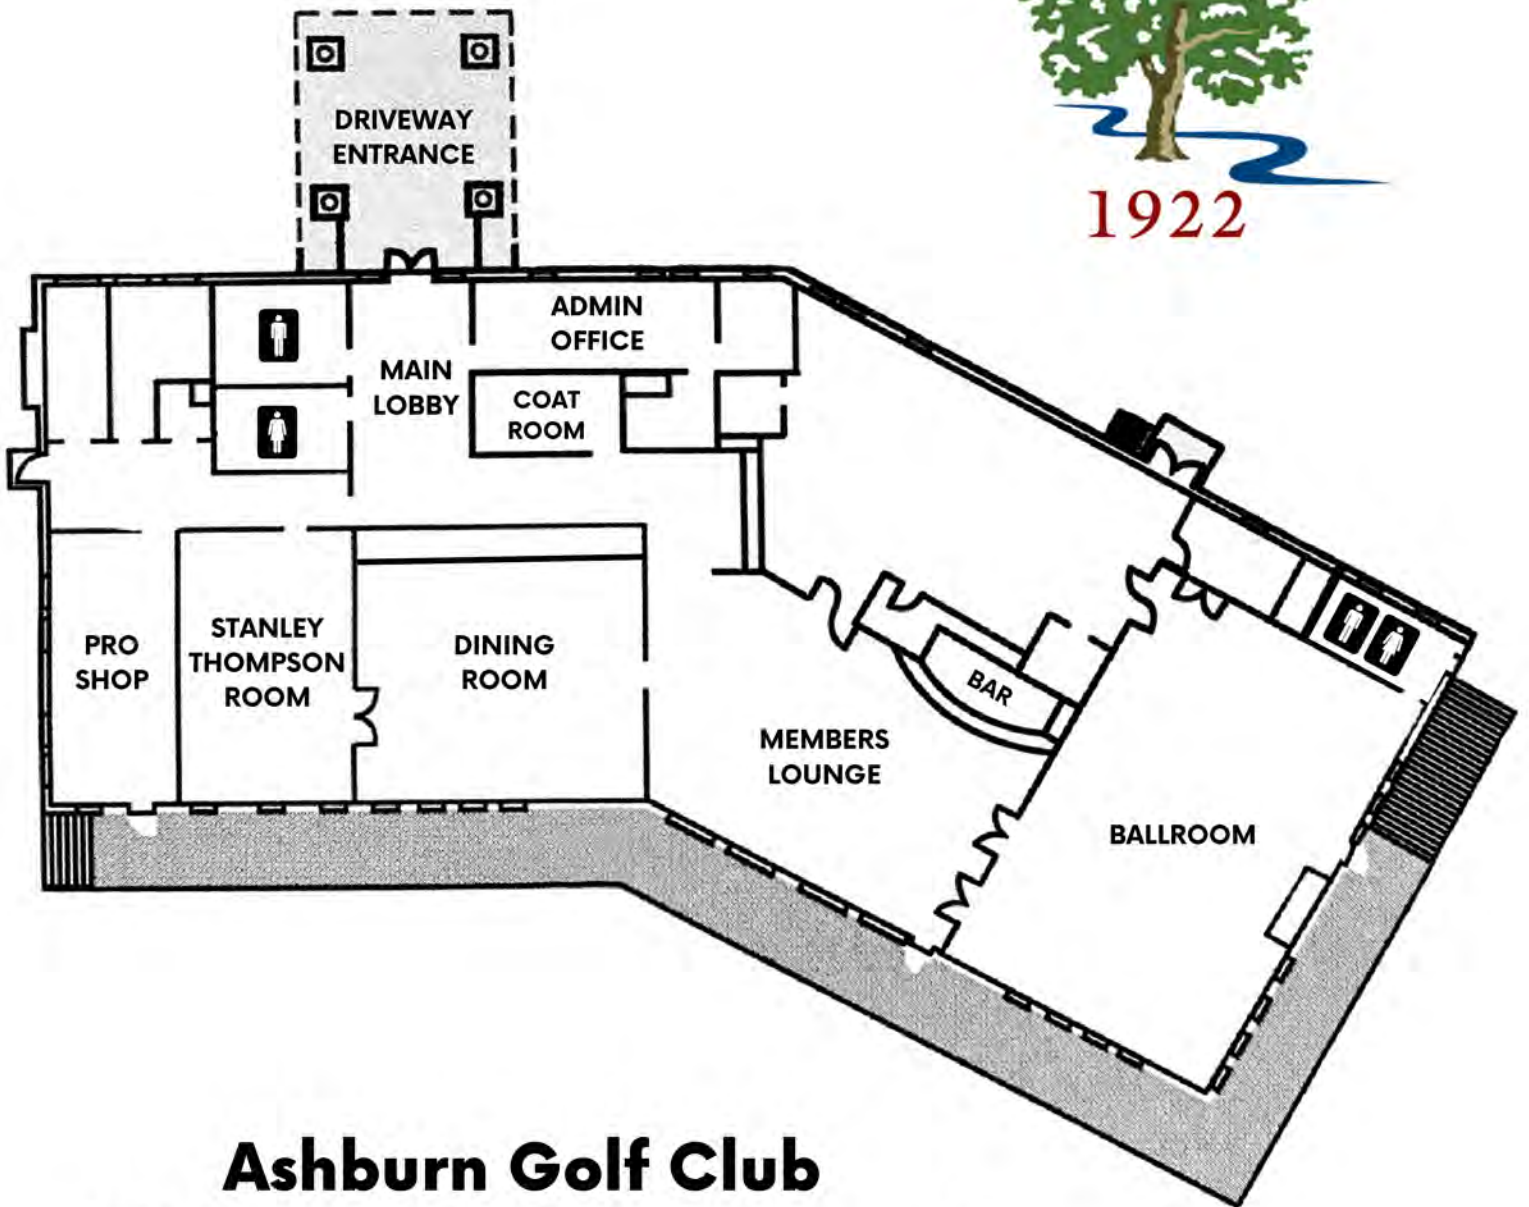 DRIVEWAY
ENTRANCE
1922
ADMIN
OFFICE
MAIN
LOBBY
COAT
ROOM
PRO
SHOP
STANLEY
THOMPSON
ROOM
DINING
ROOM
BAR
MEMBERS
LOUNGE
BALLROOM
Ashburn Golf Club